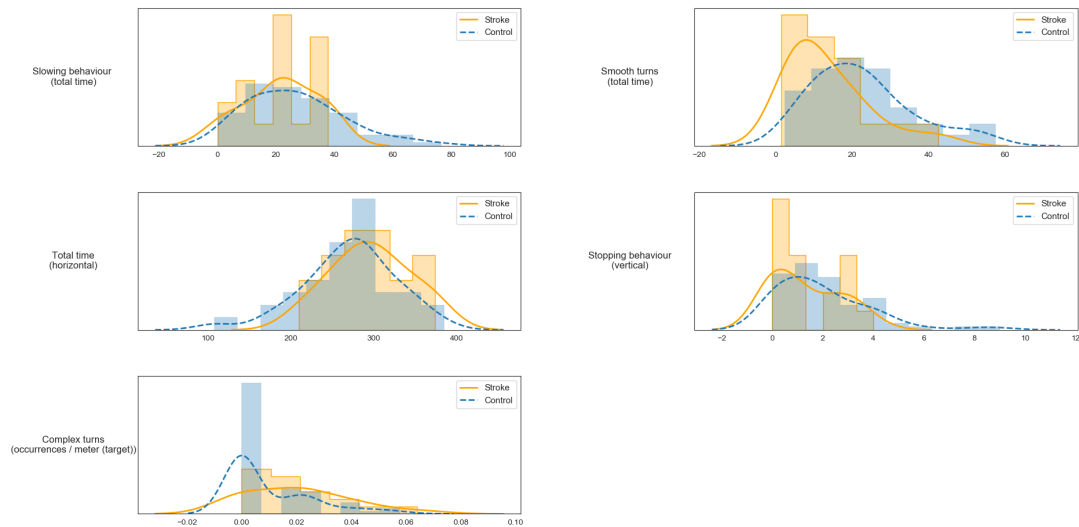 Slowing behaviour
(total time)
Stroke
Control
−20 0 20 40 60 80 100
Smooth turns
(total time)
Stroke
Control
−20 0 20 40 60
Total time
(horizontal)
Stroke
Control
100 200 300 400
Stopping behaviour
(vertical)
Stroke
Control
−2 0 2 4 6 8 10 12
Complex turns
(occurrences / meter (target))
Stroke
Control
−0.02 0.00 0.02 0.04 0.06 0.08 0.10